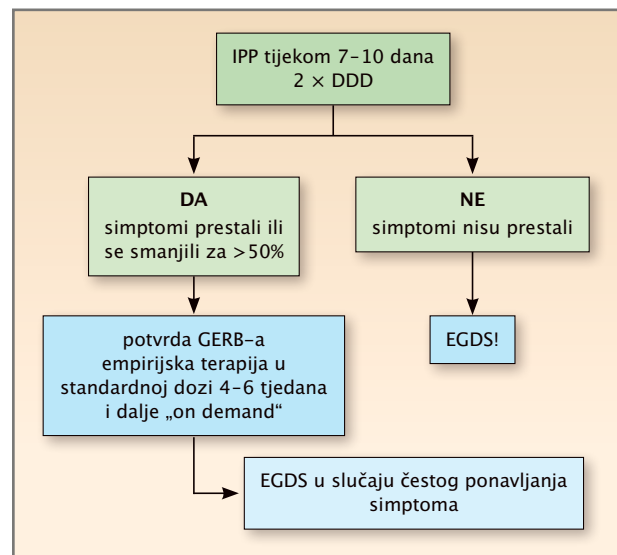 IPP tijekom 7–10 dana
2 × DDD
DA
simptomi prestali ili
se smanjili za >50%
NE
simptomi nisu prestali
potvrda GERB-a
empirijska terapija u
standardnoj dozi 4–6 tjedana
i dalje „on demand“
EGDS!
EGDS u slučaju čestog ponavljanja
simptoma